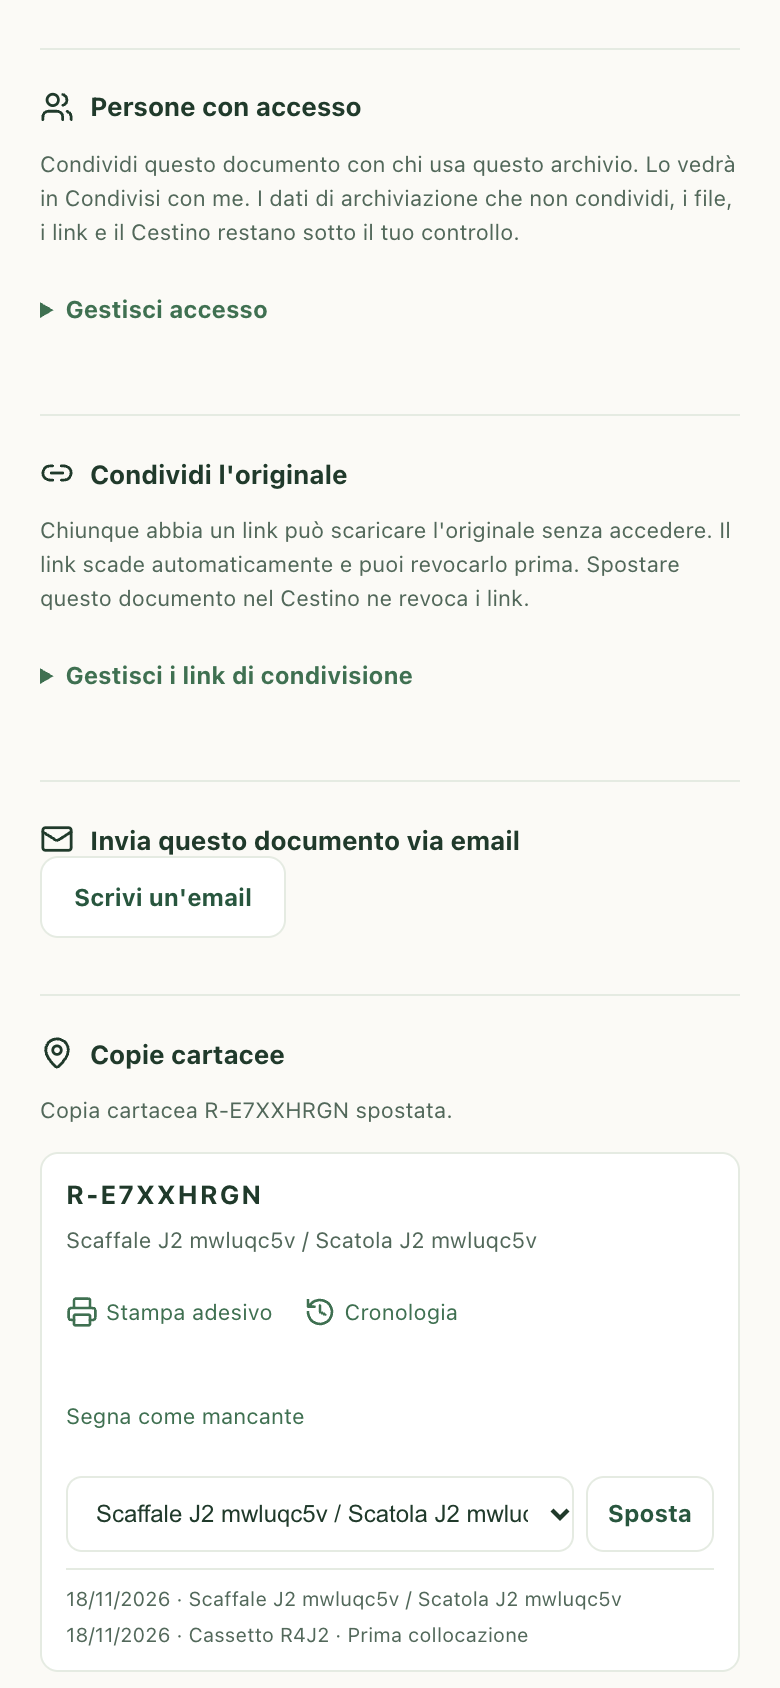 Persone con accesso
Condividi questo documento con chi usa questo archivio. Lo vedrà
in Condivisi con me. I dati di archiviazione che non condividi, i file,
i link e il Cestino restano sotto il tuo controllo.
Gestisci accesso
Condividi l'originale
Chiunque abbia un link può scaricare l'originale senza accedere. Il
link scade automaticamente e puoi revocarlo prima. Spostare
questo documento nel Cestino ne revoca i link.
Gestisci i link di condivisione
Invia questo documento via email
Scrivi un'email
Copie cartacee
Copia cartacea R-E7XXHRGN spostata.
R-E7XXHRGN
Scaffale J2 mwluqc5v / Scatola J2 mwluqc5v
Stampa adesivo Cronologia
Segna come mancante
Scaffale J2 mwluqc5v / Scatola J2 mwluc Sposta
18/11/2026 · Scaffale J2 mwluqc5v / Scatola J2 mwluqc5v
18/11/2026 · Cassetto R4J2 · Prima collocazione